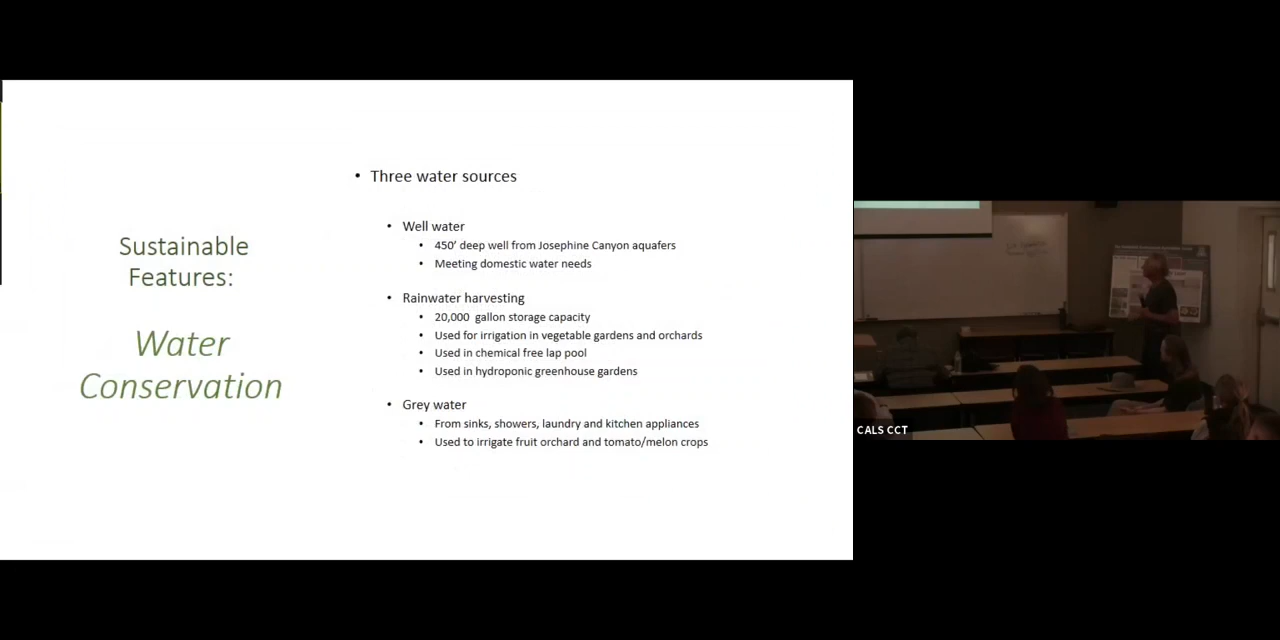 Sustainable
Features:
Water
Conservation
• Three water sources
• Well water
• 450’ deep well from Josephine Canyon aquafers
• Meeting domestic water needs
• Rainwater harvesting
• 20,000 gallon storage capacity
• Used for irrigation in vegetable gardens and orchards
• Used in chemical free lap pool
• Used in hydroponic greenhouse gardens
• Grey water
• From sinks, showers, laundry and kitchen appliances
• Used to irrigate fruit orchard and tomato/melon crops
CALS CCT